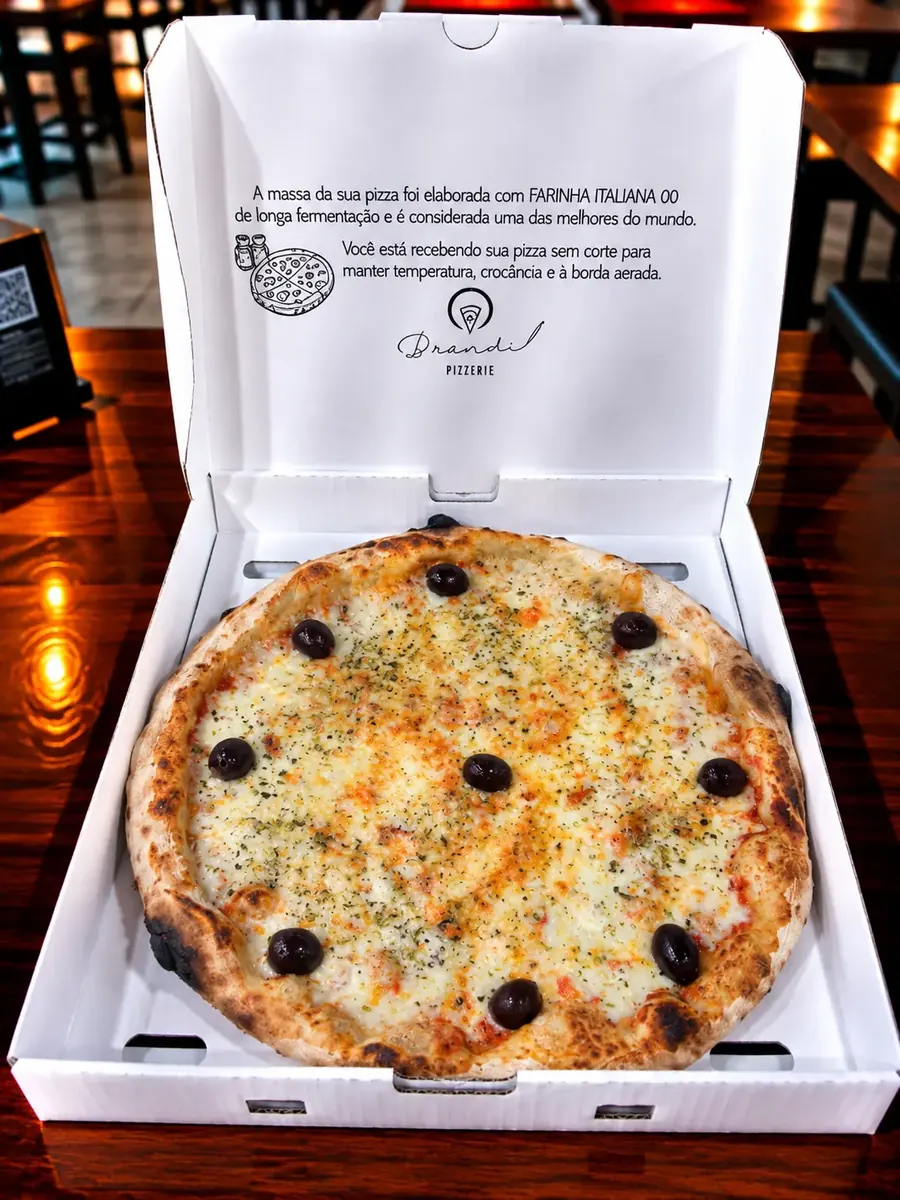 A massa da sua pizza foi elaborada com FARINHA ITALIANA 00
de longa fermentação e é considerada uma das melhores do mundo.
Você está recebendo sua pizza sem corte para
manter temperatura, crocância e à borda aerada.
Brandil
PIZZERIE